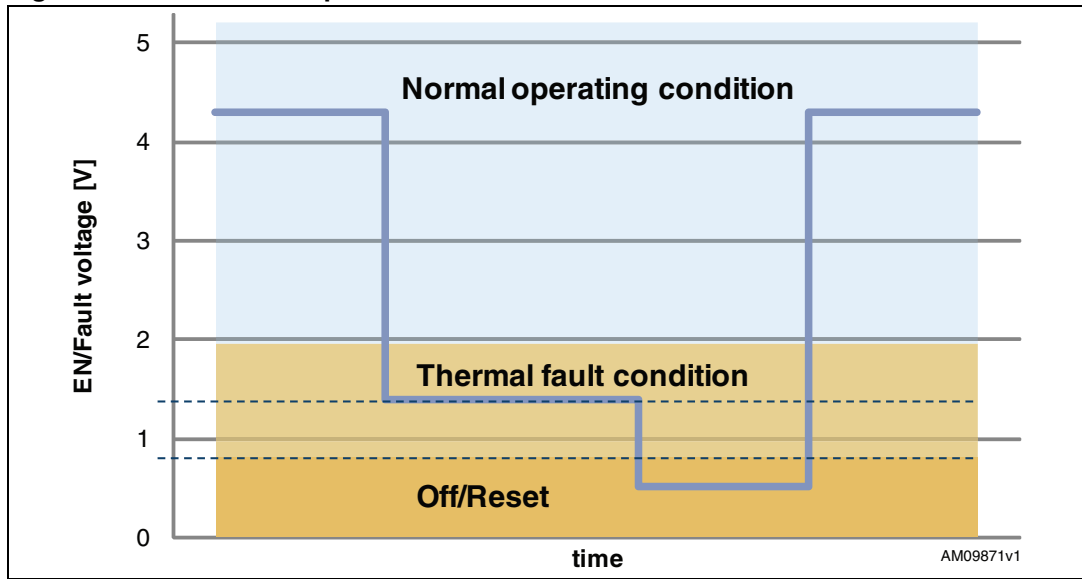 5
Normal operating condition
4
EN/Fault voltage [V]
3
2
Thermal fault condition
1
Off/Reset
0
time
AM09871v1